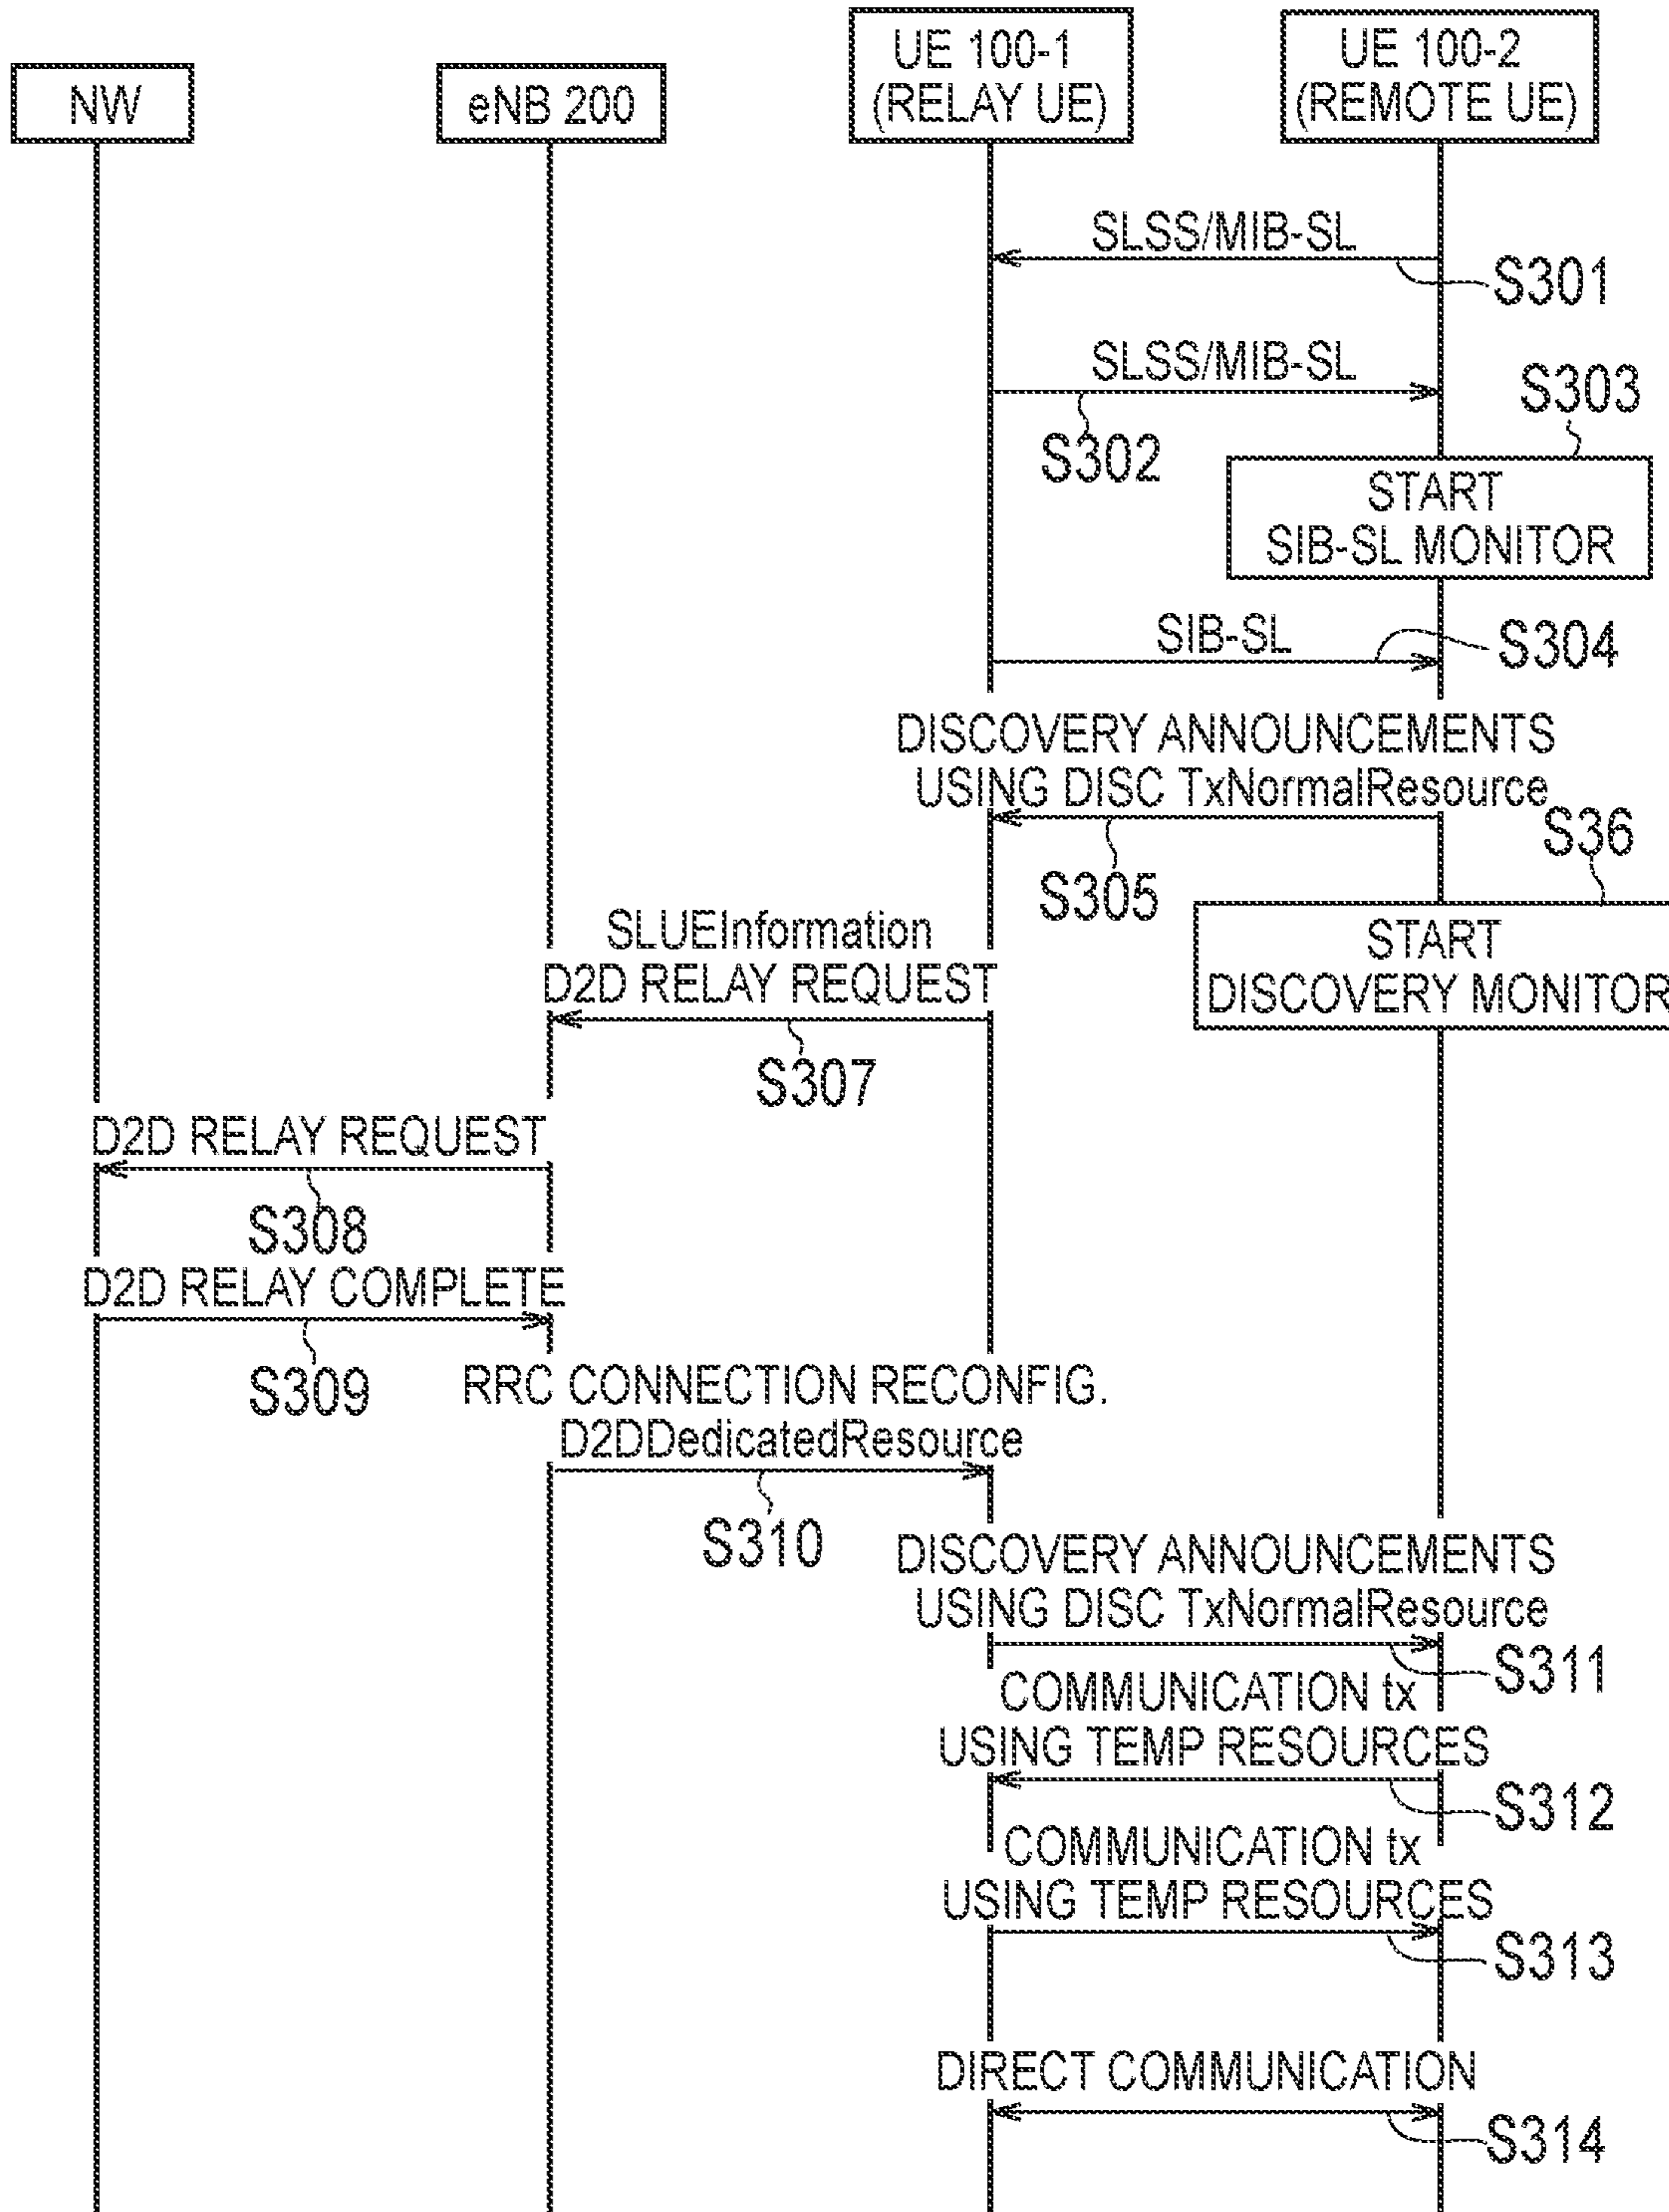 NW
eNB 200
UE 100-1
(RELAY UE)
UE 100-2
(REMOTE UE)
SLSS/MIB-SL
S301
SLSS/MIB-SL
S302
S303
START
SIB-SL MONITOR
SIB-SL
S304
DISCOVERY ANNOUNCEMENTS
USING DISC TxNormalResource
S305
S36
START
DISCOVERY MONITOR
SLUEInformation
D2D RELAY REQUEST
S307
D2D RELAY REQUEST
S308
D2D RELAY COMPLETE
S309
RRC CONNECTION RECONFIG.
D2DDedicatedResource
S310
DISCOVERY ANNOUNCEMENTS
USING DISC TxNormalResource
S311
COMMUNICATION tx
USING TEMP RESOURCES
S312
COMMUNICATION tx
USING TEMP RESOURCES
S313
DIRECT COMMUNICATION
S314